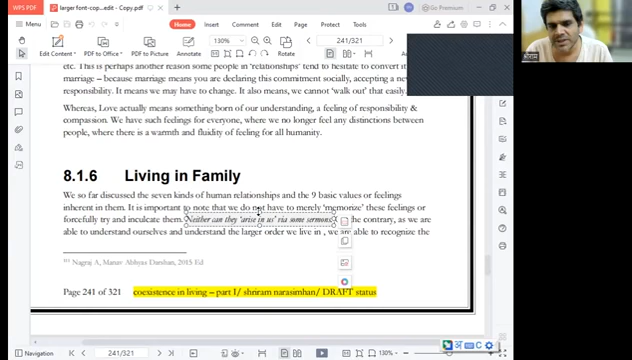 WPS PDF
larger font-cop...edit - Copy.pdf
Go Premium
Menu
Home
Insert
Comment
Edit
Page
Protect
Tools
Edit Content
PDF to Office
PDF to Picture
Annotate
130%
Rotate
241/321
etc. This is perhaps another reason some people in 'relationships' tend to hesitate to convert it
marriage – because marriage means you are declaring this commitment socially, accepting a new
responsibility. It means we may have to change. It also means, we cannot 'walk out' that easily.
Whereas, Love actually means something born of our understanding, a feeling of responsibility &
compassion. We have such feelings for everyone, where we no longer feel any distinctions between
people, where there is a warmth and fluidity of feeling for all humanity.
8.1.6 Living in Family
We so far discussed the seven kinds of human relationships and the 9 basic values or feelings
inherent in them. It is important to note that we do not have to merely 'memorize' these feelings or
forcefully try and inculcate them. Neither can they 'arise in us' via some sermons. the contrary, as we are
able to understand ourselves and understand the larger order we live in , we are able to recognize the
Nagraj A, Manav Abhyas Darshan, 2015 Ed
Page 241 of 321 coexistence in living – part I/ shriram narasimhan/ DRAFT status
Navigation
241/321
130%
श्रीराम